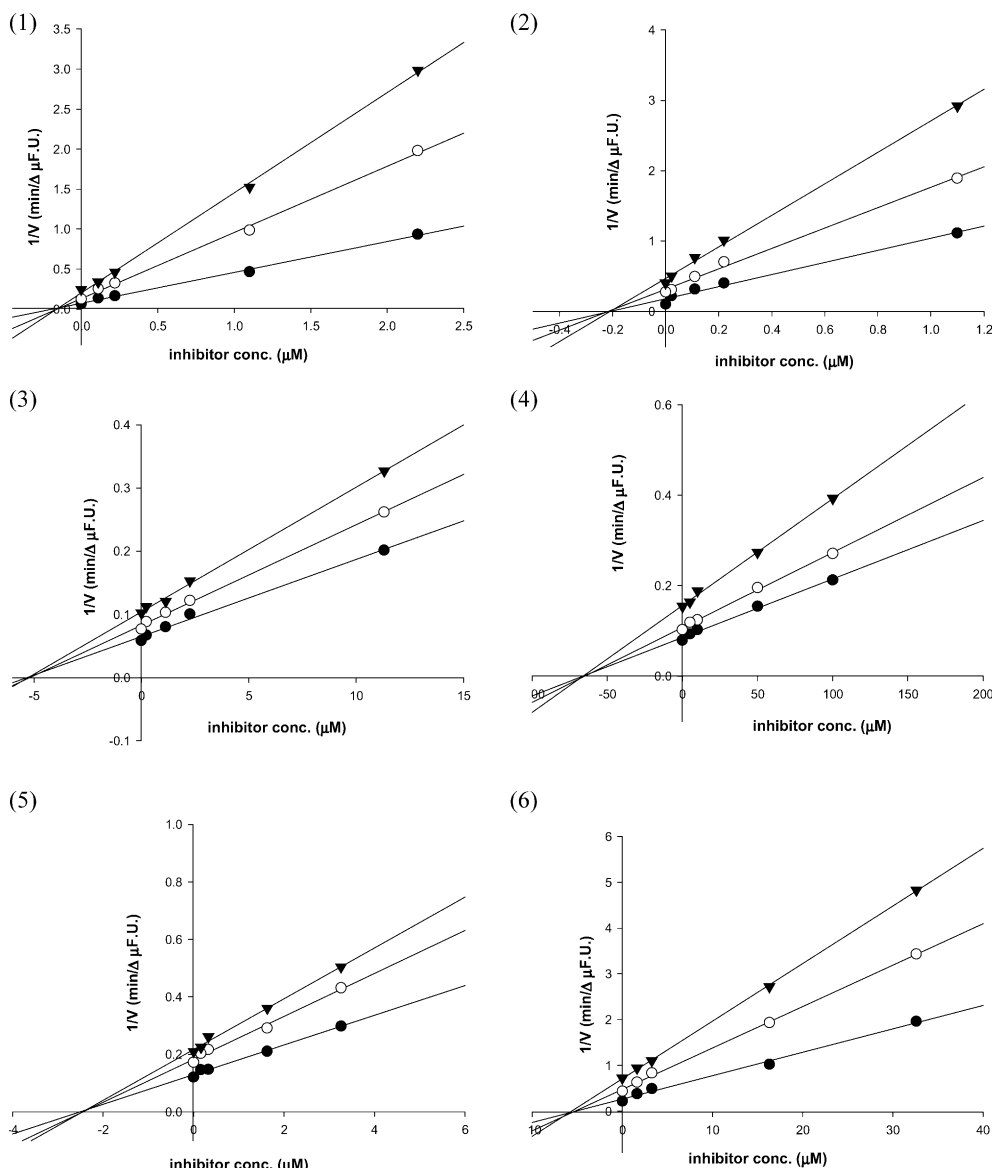 (1)
3.5
3.0
2.5
2.0
1.5
1.0
0.5
0.0
1/V (min/Δ μF.U.)
0.0 0.5 1.0 1.5 2.0 2.5
inhibitor conc. (μM)
(2)
4
3
2
1
0
1/V (min/Δ μF.U.)
-0.4 -0.2 0.0 0.2 0.4 0.6 0.8 1.0 1.2
inhibitor conc. (μM)
(3)
0.4
0.3
0.2
0.1
0.0
-0.1
1/V (min/Δ μF.U.)
-5 0 5 10 15
inhibitor conc. (μM)
(4)
0.6
0.4
0.2
0.0
1/V (min/Δ μF.U.)
00 -50 0 50 100 150 200
inhibitor conc. (μM)
(5)
1.0
0.8
0.6
0.4
0.2
0.0
1/V (min/Δ μF.U.)
-4 -2 0 2 4 6
inhibitor conc. (μM)
(6)
6
5
4
3
2
1
0
1/V (min/Δ μF.U.)
10 0 10 20 30 40
inhibitor conc. (μM)